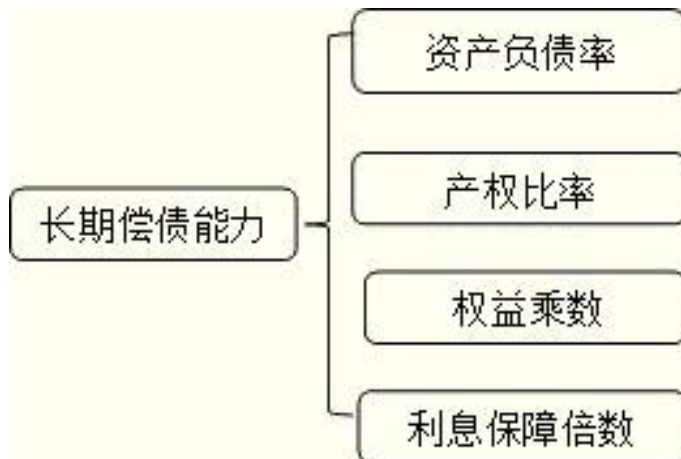 资产负债率
产权比率
长期偿债能力
权益乘数
利息保障倍数